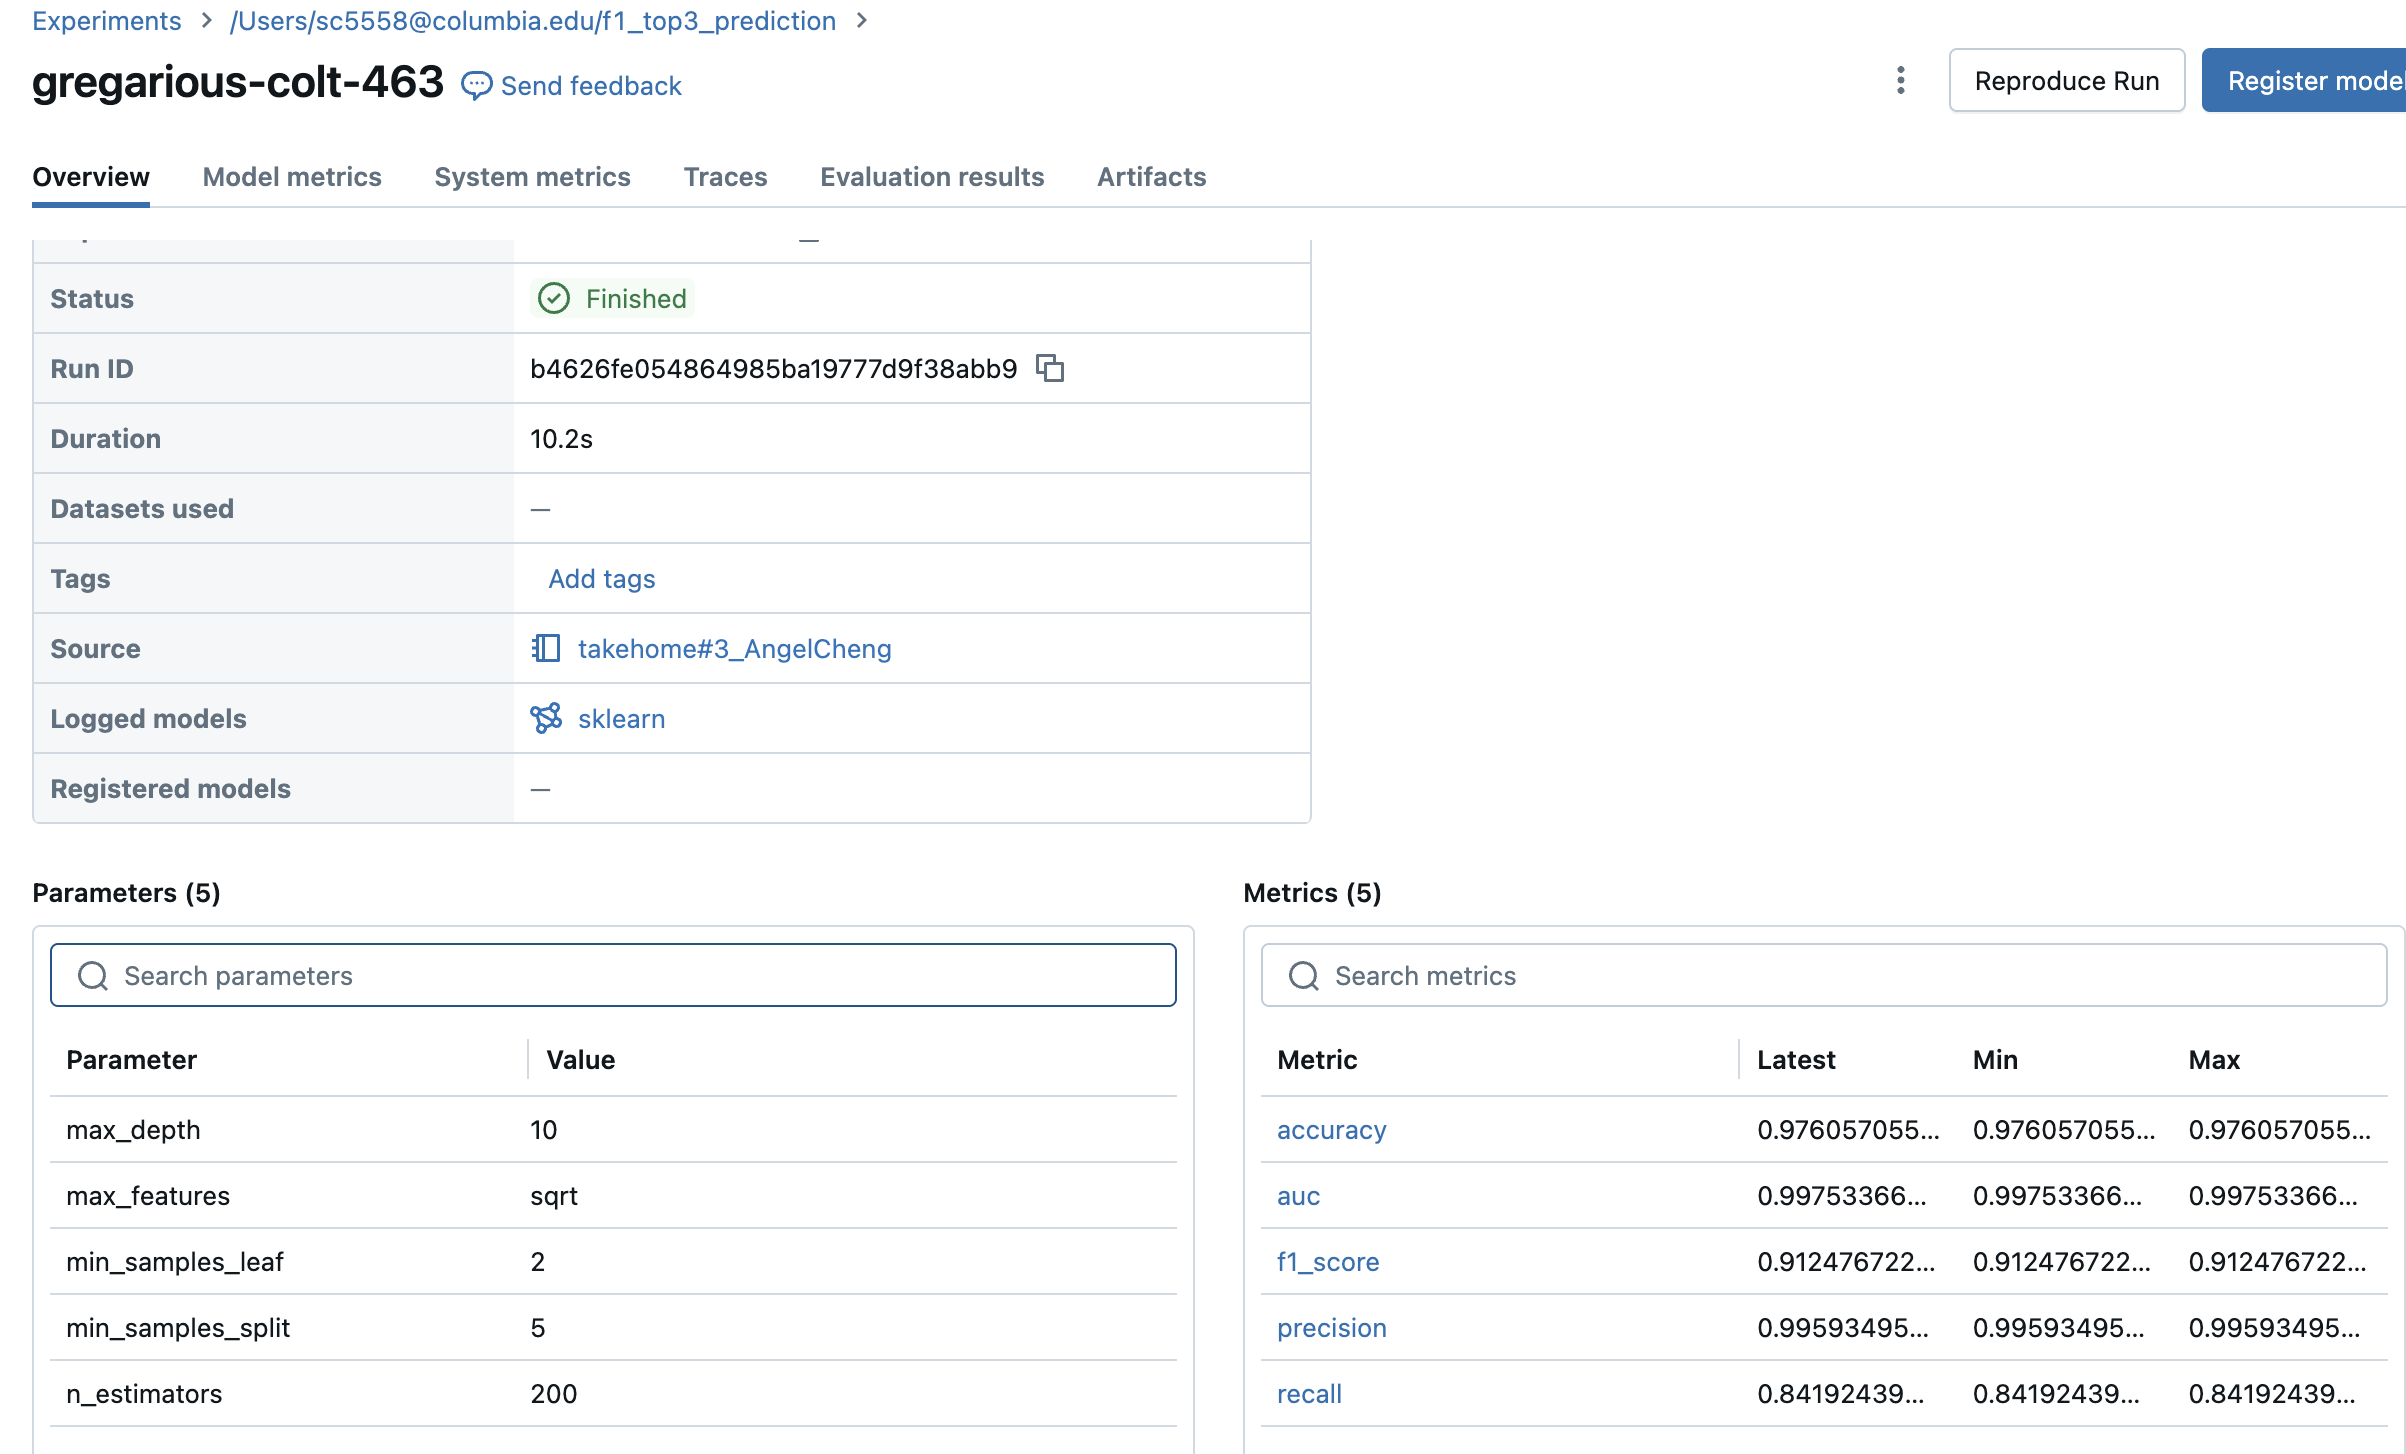 Experiments > /Users/sc5558@columbia.edu/f1_top3_prediction >
gregarious-colt-463 Send feedback
Reproduce Run Register model
Overview Model metrics System metrics Traces Evaluation results Artifacts
Status Finished
Run ID b4626fe054864985ba19777d9f38abb9
Duration 10.2s
Datasets used —
Tags Add tags
Source takehome#3_AngelCheng
Logged models sklearn
Registered models —
Parameters (5)
Search parameters
Parameter Value
max_depth 10
max_features sqrt
min_samples_leaf 2
min_samples_split 5
n_estimators 200
Metrics (5)
Search metrics
Metric Latest Min Max
accuracy 0.976057055... 0.976057055... 0.976057055...
auc 0.99753366... 0.99753366... 0.99753366...
f1_score 0.912476722... 0.912476722... 0.912476722...
precision 0.99593495... 0.99593495... 0.99593495...
recall 0.84192439... 0.84192439... 0.84192439...